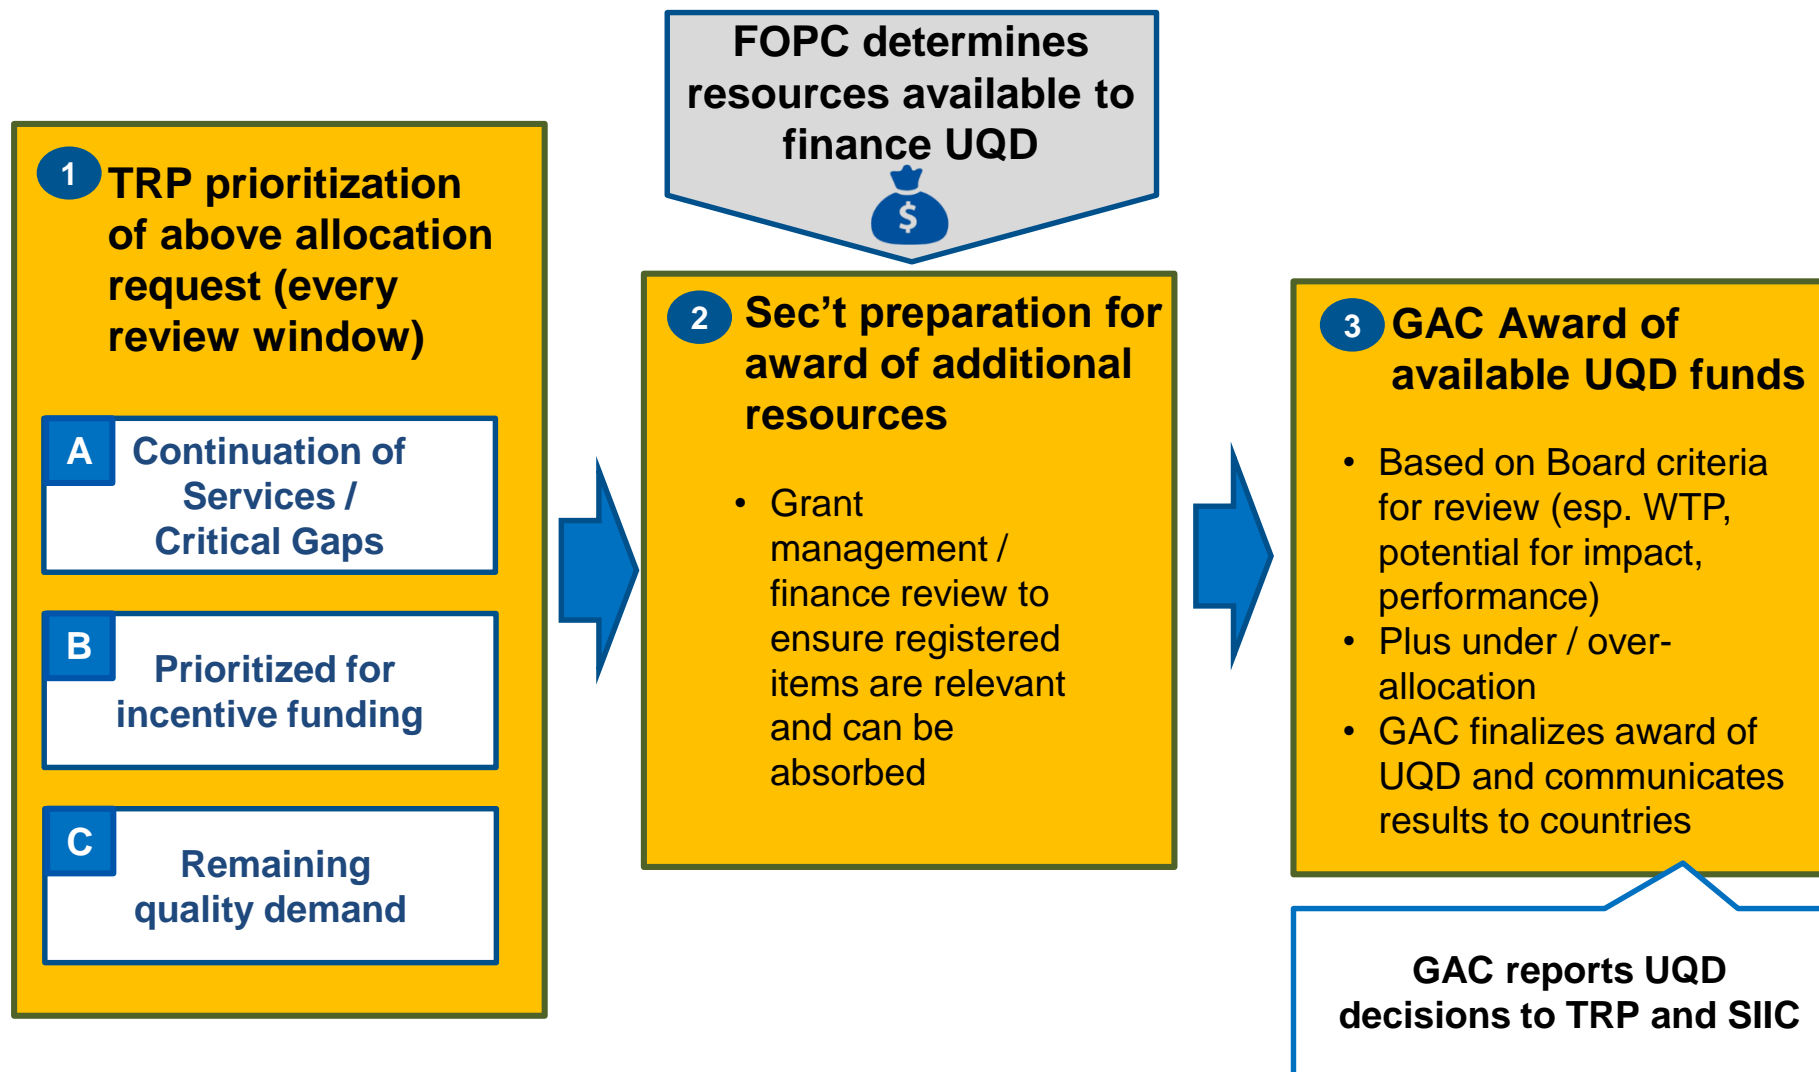 FOPC determines
resources available to
finance UQD
$
1
TRP prioritization
of above allocation
request (every
review window)
A
Continuation of
Services /
Critical Gaps
B
Prioritized for
incentive funding
C
Remaining
quality demand
2
Sec’t preparation for
award of additional
resources
• Grant
management /
finance review to
ensure registered
items are relevant
and can be
absorbed
3
GAC Award of
available UQD funds
• Based on Board criteria
for review (esp. WTP,
potential for impact,
performance)
• Plus under / over-
allocation
• GAC finalizes award of
UQD and communicates
results to countries
GAC reports UQD
decisions to TRP and SIIC